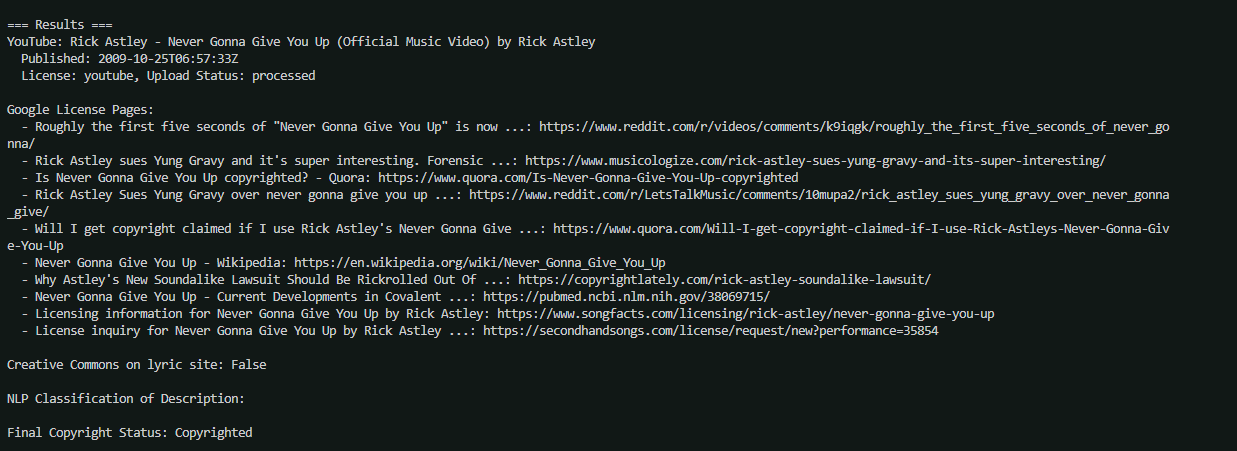 === Results ===
YouTube: Rick Astley - Never Gonna Give You Up (Official Music Video) by Rick Astley
  Published: 2009-10-25T06:57:33Z
  License: youtube, Upload Status: processed

Google License Pages:
  - Roughly the first five seconds of "Never Gonna Give You Up" is now ...: https://www.reddit.com/r/videos/comments/k9iqgk/roughly_the_first_five_seconds_of_never_go
nna/
  - Rick Astley sues Yung Gravy and it's super interesting. Forensic ...: https://www.musicologize.com/rick-astley-sues-yung-gravy-and-its-super-interesting/
  - Is Never Gonna Give You Up copyrighted? - Quora: https://www.quora.com/Is-Never-Gonna-Give-You-Up-copyrighted
  - Rick Astley Sues Yung Gravy over never gonna give you up ...: https://www.reddit.com/r/LetsTalkMusic/comments/10mupa2/rick_astley_sues_yung_gravy_over_never_gonna
_give/
  - Will I get copyright claimed if I use Rick Astley's Never Gonna Give ...: https://www.quora.com/Will-I-get-copyright-claimed-if-I-use-Rick-Astleys-Never-Gonna-Giv
e-You-Up
  - Never Gonna Give You Up - Wikipedia: https://en.wikipedia.org/wiki/Never_Gonna_Give_You_Up
  - Why Astley's New Soundalike Lawsuit Should Be Rickrolled Out Of ...: https://copyrightlately.com/rick-astley-soundalike-lawsuit/
  - Never Gonna Give You Up - Current Developments in Covalent ...: https://pubmed.ncbi.nlm.nih.gov/38069715/
  - Licensing information for Never Gonna Give You Up by Rick Astley: https://www.songfacts.com/licensing/rick-astley/never-gonna-give-you-up
  - License inquiry for Never Gonna Give You Up by Rick Astley ...: https://secondhandsongs.com/license/request/new?performance=35854

Creative Commons on lyric site: False

NLP Classification of Description:

Final Copyright Status: Copyrighted